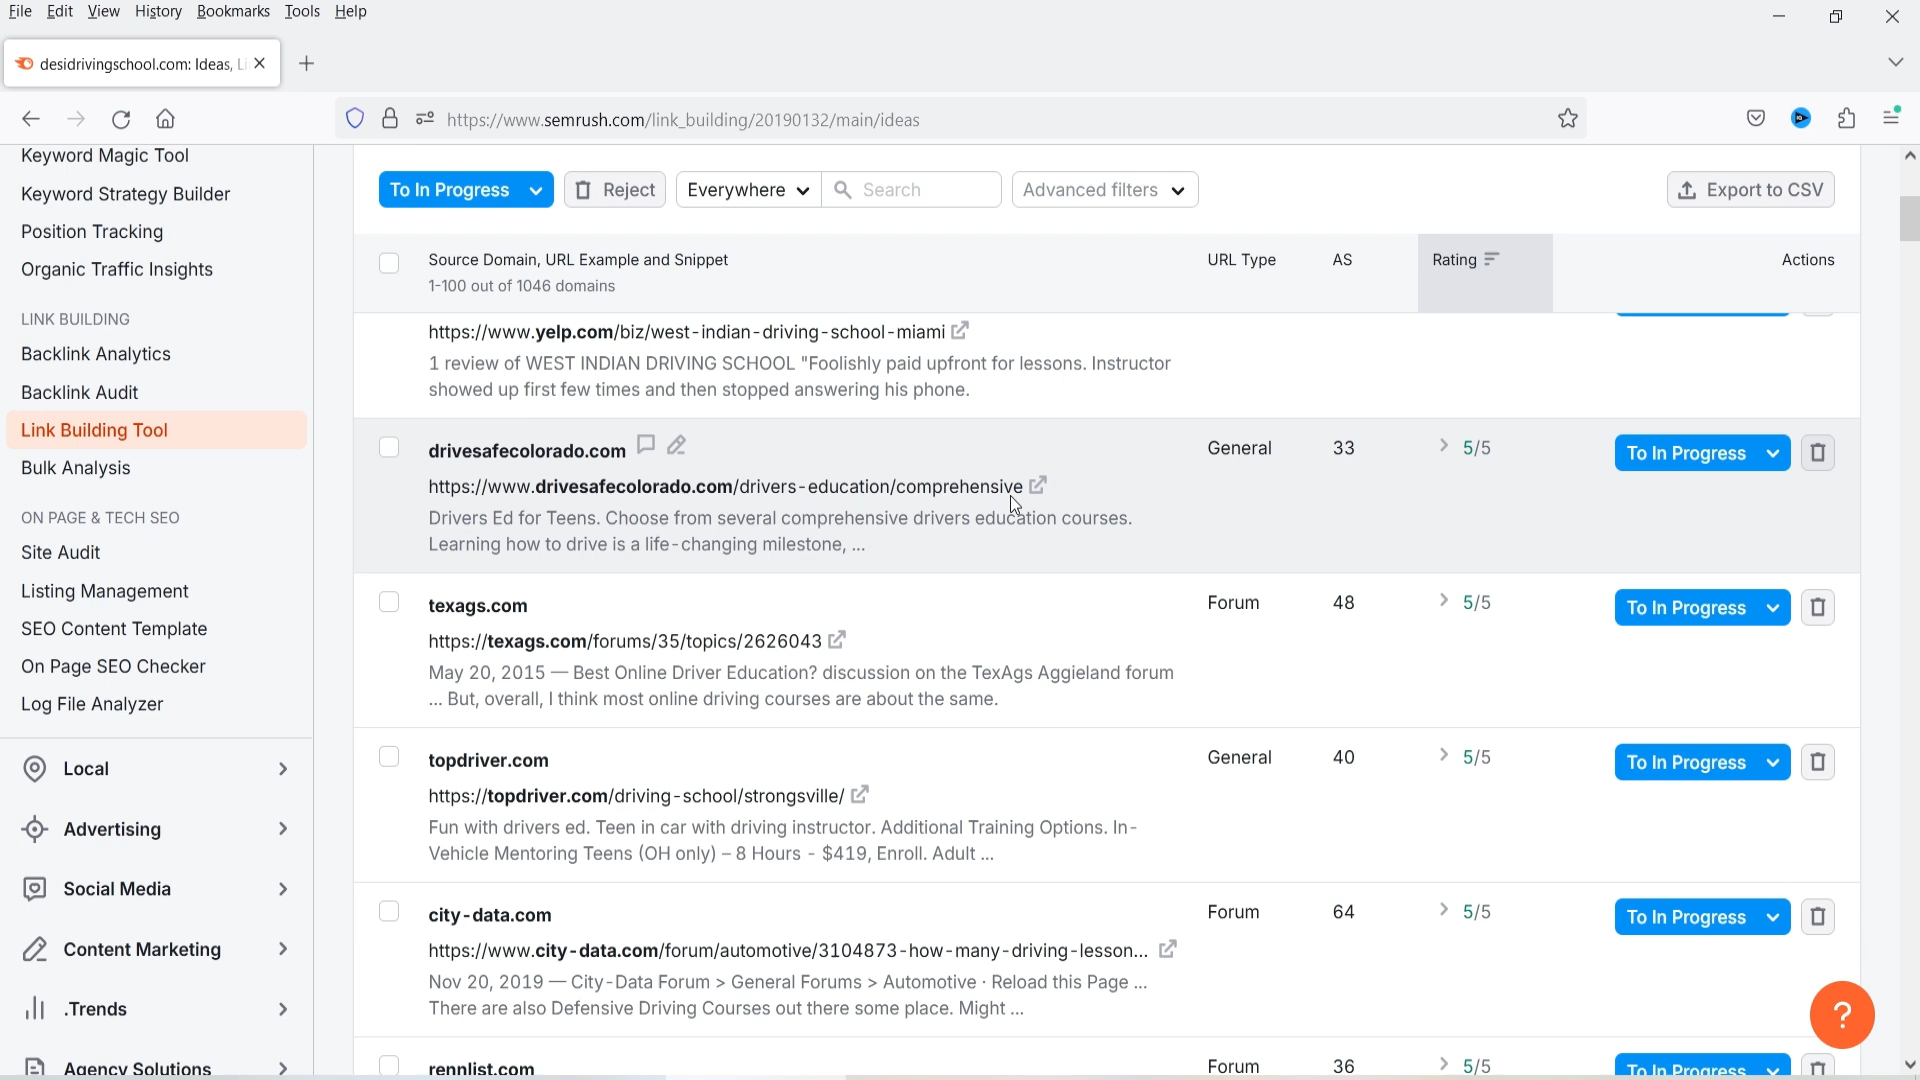 File Edit View History Bookmarks Tools Help
desidrivingschool.com: Ideas, Li
https://www.semrush.com/link_building/20190132/main/ideas
Keyword Magic Tool
Keyword Strategy Builder
Position Tracking
Organic Traffic Insights
LINK BUILDING
Backlink Analytics
Backlink Audit
Link Building Tool
Bulk Analysis
ON PAGE & TECH SEO
Site Audit
Listing Management
SEO Content Template
On Page SEO Checker
Log File Analyzer
Local
Advertising
Social Media
Content Marketing
.Trends
Agency Solutions
To In Progress Reject Everywhere Search Advanced filters Export to CSV
Source Domain, URL Example and Snippet URL Type AS Rating Actions
1-100 out of 1046 domains
https://www.yelp.com/biz/west-indian-driving-school-miami
1 review of WEST INDIAN DRIVING SCHOOL "Foolishly paid upfront for lessons. Instructor
showed up first few times and then stopped answering his phone.
drivesafecolorado.com General 33 5/5 To In Progress
https://www.drivesafecolorado.com/drivers-education/comprehensive
Drivers Ed for Teens. Choose from several comprehensive drivers education courses.
Learning how to drive is a life-changing milestone, ...
texags.com Forum 48 5/5 To In Progress
https://texags.com/forums/35/topics/2626043
May 20, 2015 — Best Online Driver Education? discussion on the TexAgs Aggieland forum
... But, overall, I think most online driving courses are about the same.
topdriver.com General 40 5/5 To In Progress
https://topdriver.com/driving-school/strongsville/
Fun with drivers ed. Teen in car with driving instructor. Additional Training Options. In-
Vehicle Mentoring Teens (OH only) – 8 Hours - $419, Enroll. Adult ...
city-data.com Forum 64 5/5 To In Progress
https://www.city-data.com/forum/automotive/3104873-how-many-driving-lesson...
Nov 20, 2019 — City-Data Forum > General Forums > Automotive · Reload this Page ...
There are also Defensive Driving Courses out there some place. Might ...
rennlist.com Forum 36 5/5 To In Progress
?